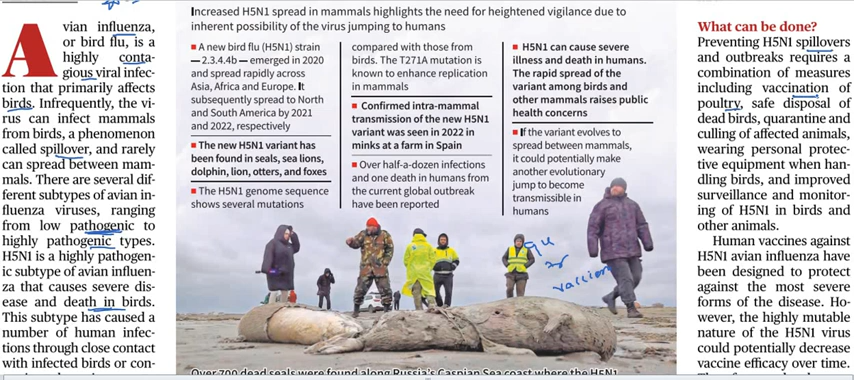 Avian influenza,
or bird flu, is a
highly conta-
gious viral infec-
tion that primarily affects
birds. Infrequently, the vi-
rus can infect mammals
from birds, a phenomenon
called spillover, and rarely
can spread between mam-
mals. There are several dif-
ferent subtypes of avian in-
fluenza viruses, ranging
from low pathogenic to
highly pathogenic types.
H5N1 is a highly pathogen-
ic subtype of avian influen-
za that causes severe dis-
ease and death in birds.
This subtype has caused a
number of human infec-
tions through close contact
with infected birds or con-
Increased H5N1 spread in mammals highlights the need for heightened vigilance due to
inherent possibility of the virus jumping to humans
A new bird flu (H5N1) strain
— 2.3.4.4b — emerged in 2020
and spread rapidly across
Asia, Africa and Europe. It
subsequently spread to North
and South America by 2021
and 2022, respectively
The new H5N1 variant has
been found in seals, sea lions,
dolphin, lion, otters, and foxes
The H5N1 genome sequence
shows several mutations
compared with those from
birds. The T271A mutation is
known to enhance replication
in mammals
Confirmed intra-mammal
transmission of the new H5N1
variant was seen in 2022 in
minks at a farm in Spain
Over half-a-dozen infections
and one death in humans from
the current global outbreak
have been reported
H5N1 can cause severe
illness and death in humans.
The rapid spread of the
variant among birds and
other mammals raises public
health concerns
If the variant evolves to
spread between mammals,
it could potentially make
another evolutionary
jump to become
transmissible in
humans
Over 700 dead seals were found along Russia's Caspian Sea coast where the H5N1
What can be done?
Preventing H5N1 spillovers
and outbreaks requires a
combination of measures
including vaccination of
poultry, safe disposal of
dead birds, quarantine and
culling of affected animals,
wearing personal protec-
tive equipment when han-
dling birds, and improved
surveillance and monitor-
ing of H5N1 in birds and
other animals.
Human vaccines against
H5N1 avian influenza have
been designed to protect
against the most severe
forms of the disease. Ho-
wever, the highly mutable
nature of the H5N1 virus
could potentially decrease
vaccine efficacy over time.